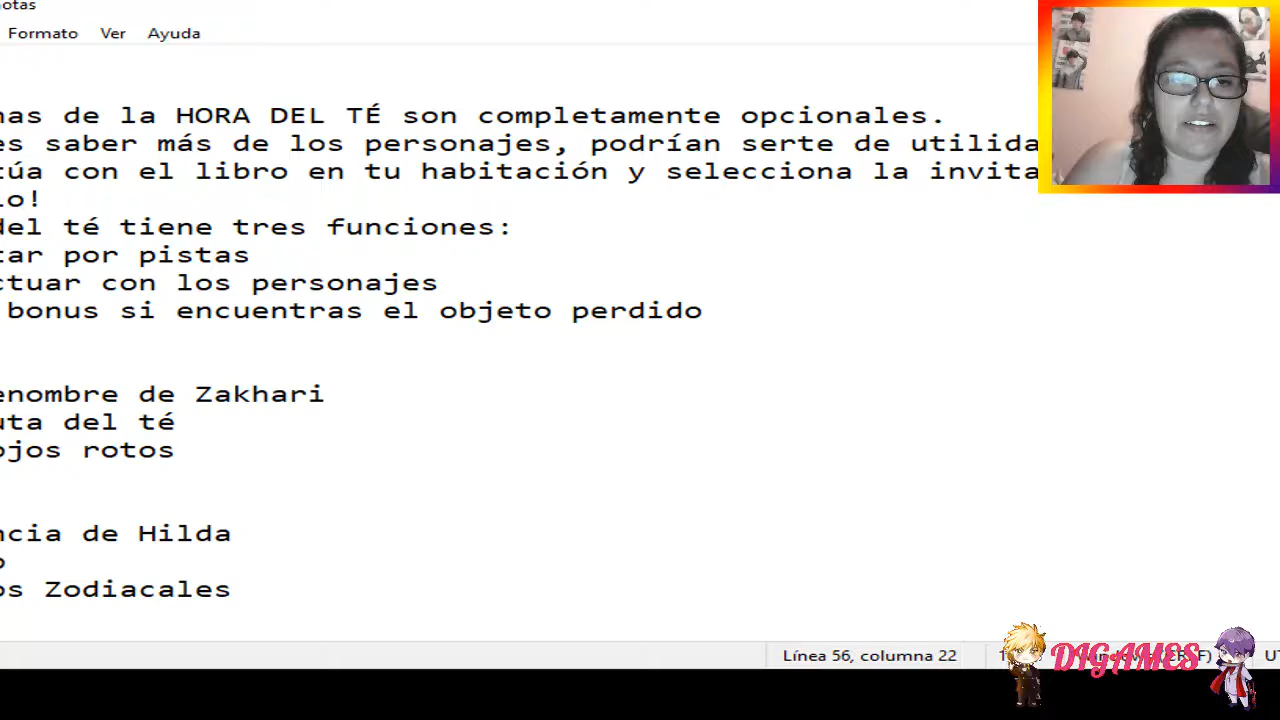 otas
Formato Ver Ayuda
nas de la HORA DEL TÉ son completamente opcionales.
es saber más de los personajes, podrían serte de utilida
túa con el libro en tu habitación y selecciona la invita
lo!
del té tiene tres funciones:
tar por pistas
ctuar con los personajes
bonus si encuentras el objeto perdido
enombre de Zakhari
uta del té
ojos rotos
ncia de Hilda
o
os Zodiacales
Línea 56, columna 22
DIGAMES